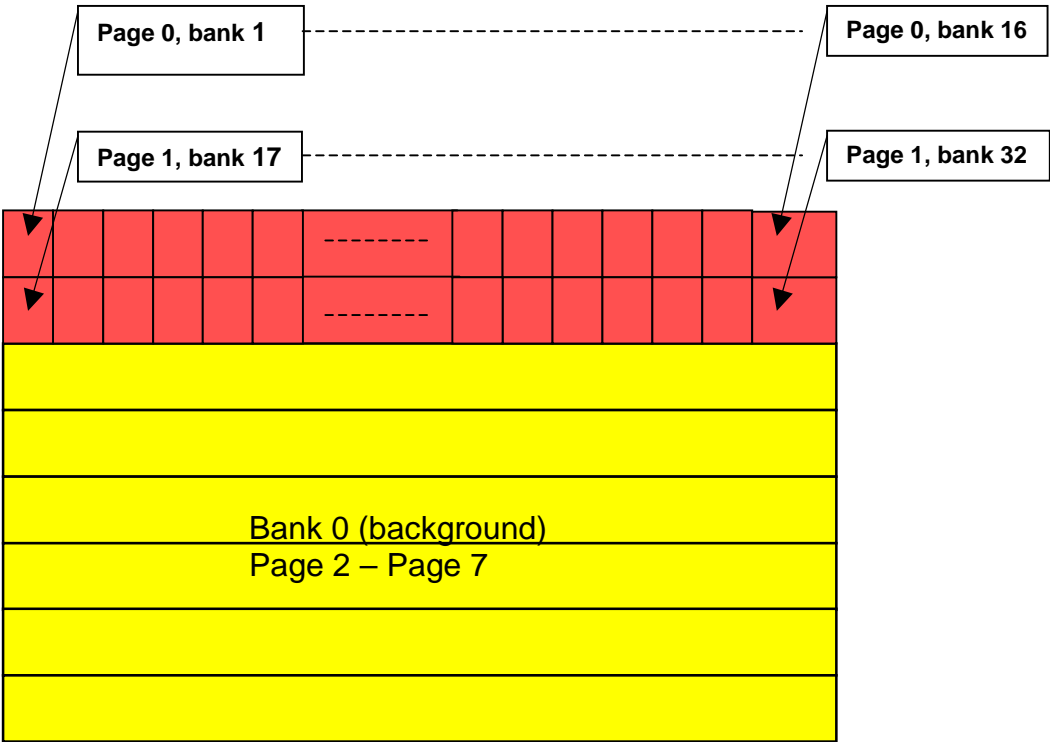 Page 0, bank 1
Page 0, bank 16
Page 1, bank 17
Page 1, bank 32
Bank 0 (background)
Page 2 – Page 7